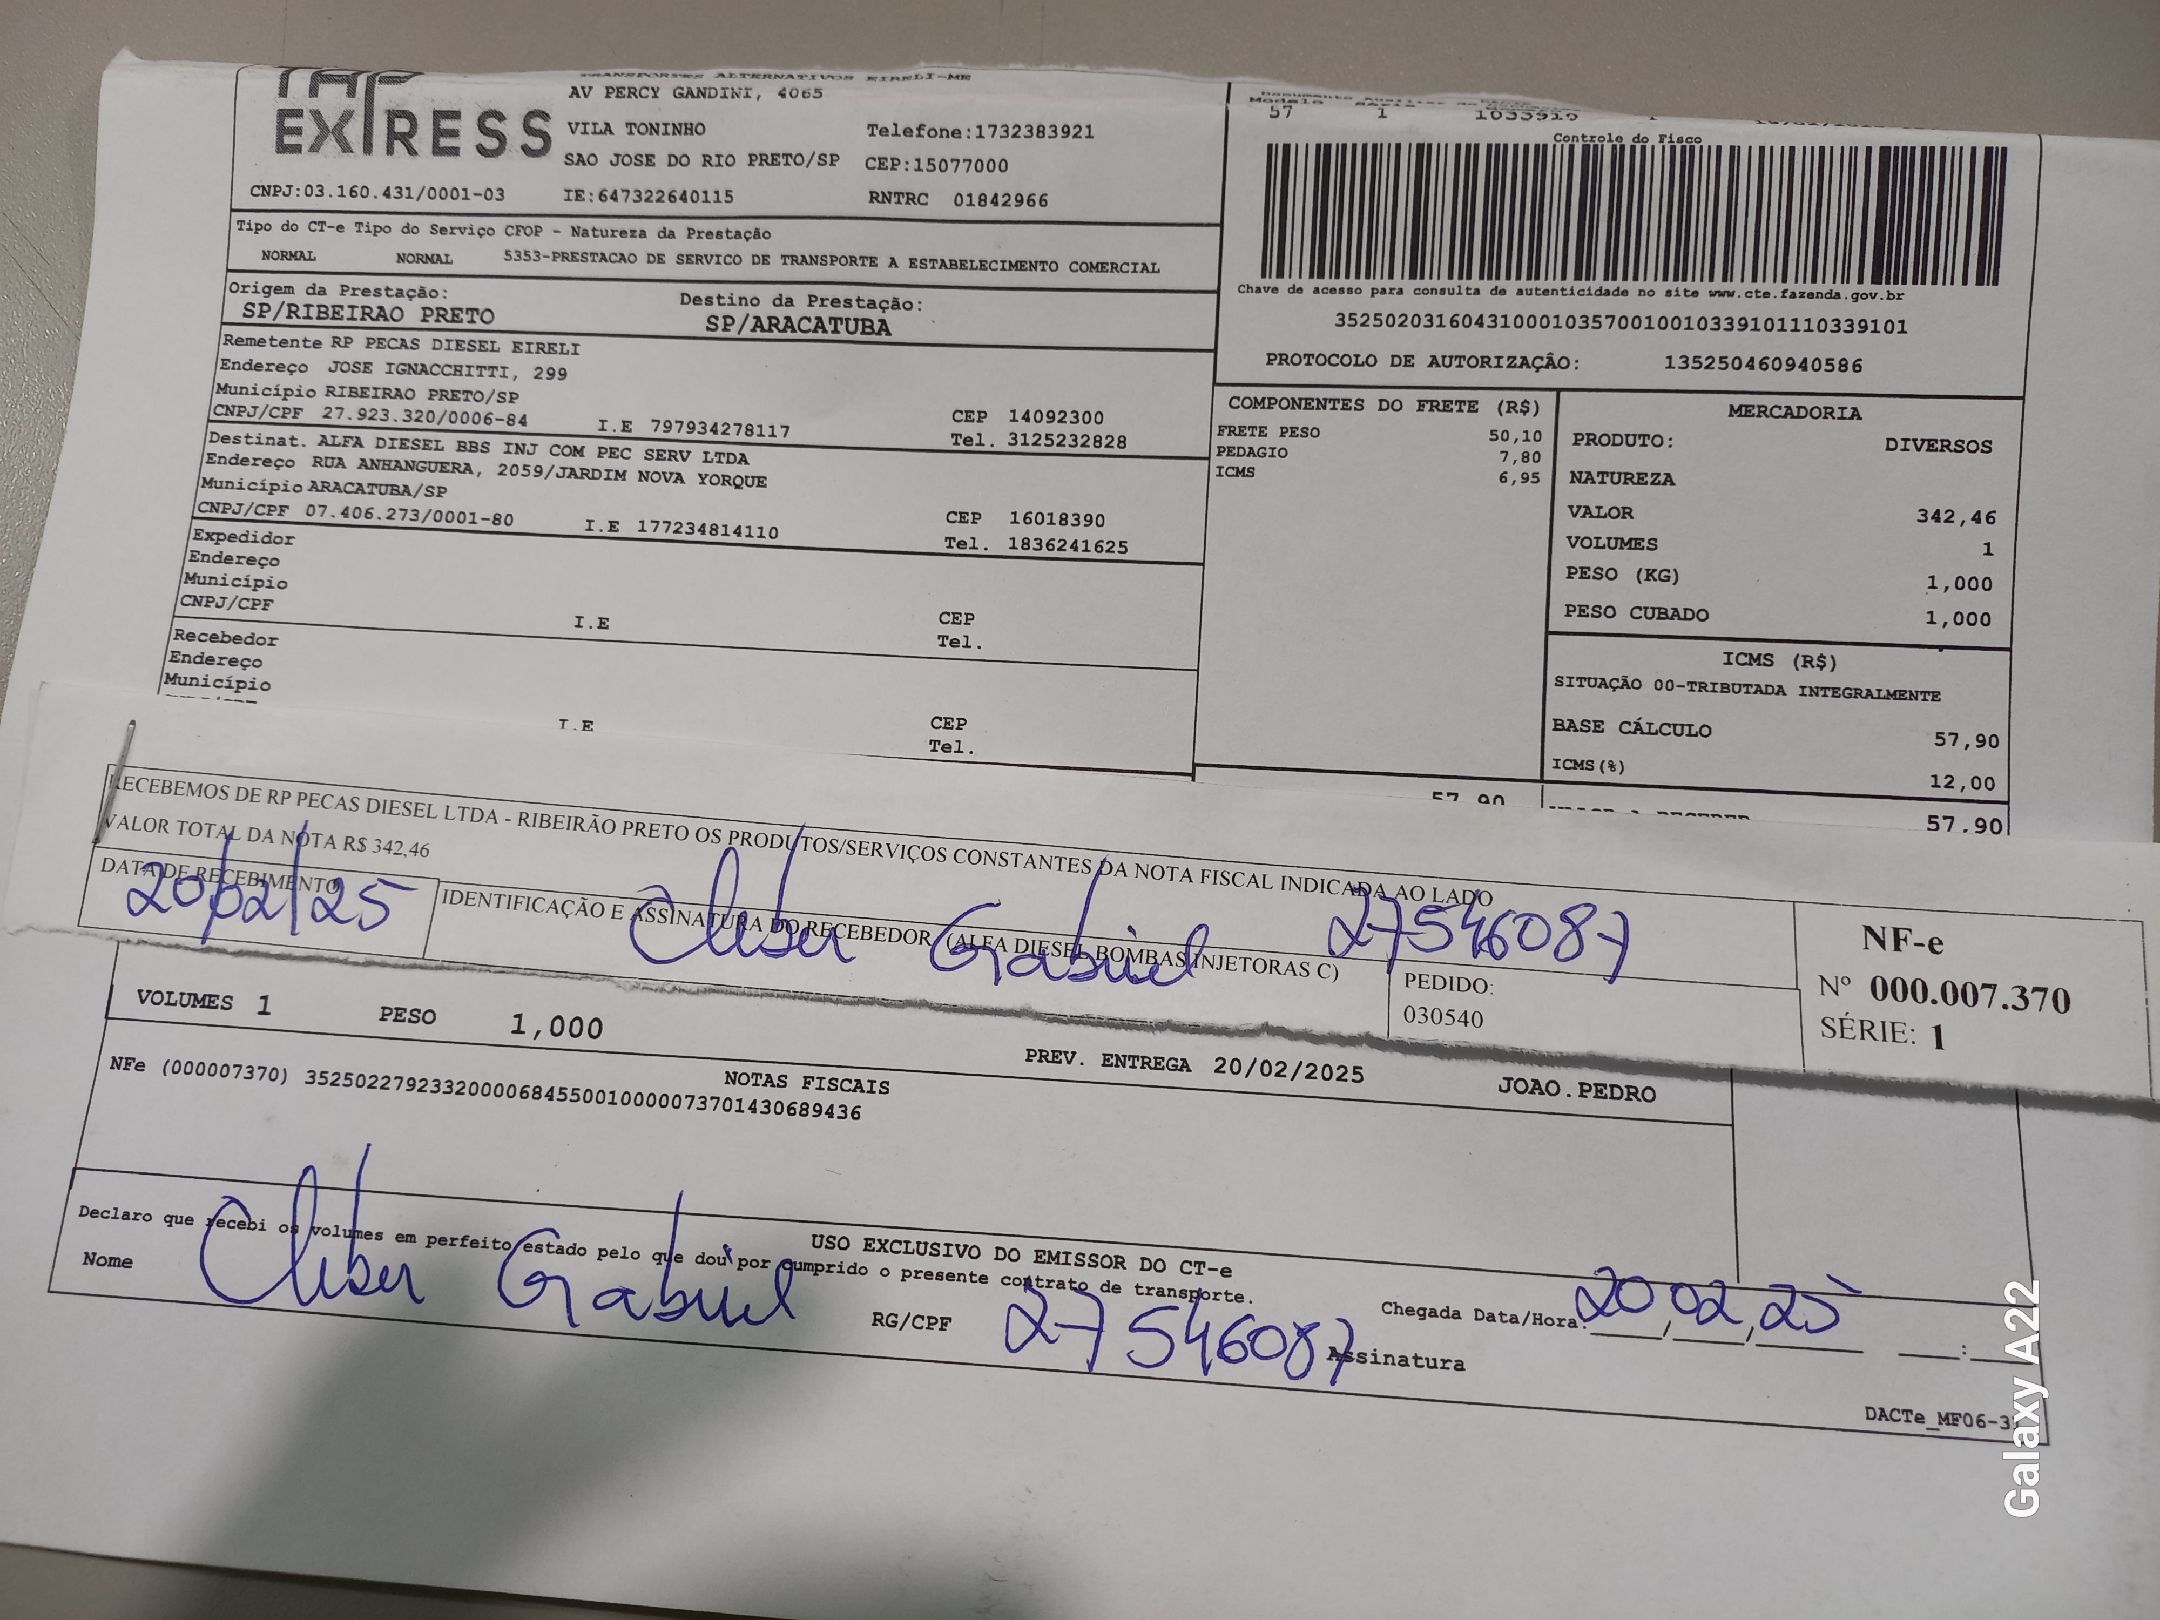 TAP
EXPRESS
TRANSPORTES ALTERNATIVOS EIRELI-ME
AV PERCY GANDINI, 4065
VILA TONINHO
Telefone:1732383921
SAO JOSE DO RIO PRETO/SP
CEP:15077000
CNPJ:03.160.431/0001-03
IE:647322640115
RNTRC 01842966
Modelo
57 1 1033910
Controle do Fisco
Chave de acesso para consulta de autenticidade no site www.cte.fazenda.gov.br
35250203160431000103570010010339101110339101
PROTOCOLO DE AUTORIZAÇÃO: 135250460940586
Tipo do CT-e Tipo do Serviço CFOP - Natureza da Prestação
NORMAL NORMAL 5353-PRESTACAO DE SERVICO DE TRANSPORTE A ESTABELECIMENTO COMERCIAL
Origem da Prestação: Destino da Prestação:
SP/RIBEIRAO PRETO SP/ARACATUBA
Remetente RP PECAS DIESEL EIRELI
Endereço JOSE IGNACCHITTI, 299
Município RIBEIRAO PRETO/SP CEP 14092300
CNPJ/CPF 27.923.320/0006-84 I.E 797934278117 Tel. 3125232828
Destinat. ALFA DIESEL BBS INJ COM PEC SERV LTDA
Endereço RUA ANHANGUERA, 2059/JARDIM NOVA YORQUE
Município ARACATUBA/SP CEP 16018390
CNPJ/CPF 07.406.273/0001-80 I.E 177234814110 Tel. 1836241625
Expedidor
Endereço
Município CEP
CNPJ/CPF I.E Tel.
Recebedor
Endereço
Município CEP
I.E Tel.
COMPONENTES DO FRETE (R$)
FRETE PESO 50,10
PEDAGIO 7,80
ICMS 6,95
57,90
MERCADORIA
PRODUTO: DIVERSOS
NATUREZA
VALOR 342,46
VOLUMES 1
PESO (KG) 1,000
PESO CUBADO 1,000
ICMS (R$)
SITUAÇÃO 00-TRIBUTADA INTEGRALMENTE
BASE CÁLCULO 57,90
ICMS(%) 12,00
57,90
RECEBEMOS DE RP PECAS DIESEL LTDA - RIBEIRÃO PRETO OS PRODUTOS/SERVIÇOS CONSTANTES DA NOTA FISCAL INDICADA AO LADO
VALOR TOTAL DA NOTA R$ 342,46
DATA DE RECEBIMENTO
20/02/25
IDENTIFICAÇÃO E ASSINATURA DO RECEBEDOR (ALFA DIESEL BOMBAS INJETORAS C)
Cleber Gabriel 27546087
PEDIDO:
030540
NF-e
Nº 000.007.370
SÉRIE: 1
VOLUMES 1 PESO 1,000
PREV. ENTREGA 20/02/2025 JOAO.PEDRO
NOTAS FISCAIS
NFe (000007370) 35250227923320000684550010000073701430689436
USO EXCLUSIVO DO EMISSOR DO CT-e
Declaro que recebi os volumes em perfeito estado pelo que dou por cumprido o presente contrato de transporte.
Nome Cleber Gabriel RG/CPF 27546087 Assinatura
Chegada Data/Hora: 20 02 25
DACTe_MF06-3
Galaxy A22